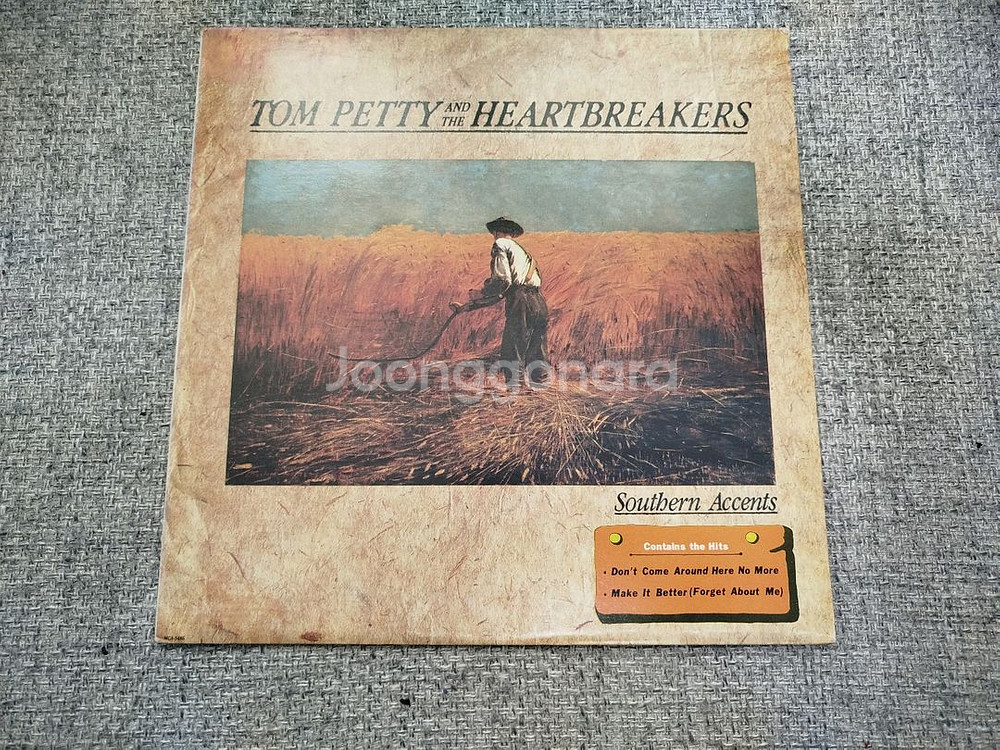 TOM PETTY AND THE HEARTBREAKERS
Joonggonara
Southern Accents
Contains the Hits
• Don't Come Around Here No More
• Make It Better (Forget About Me)